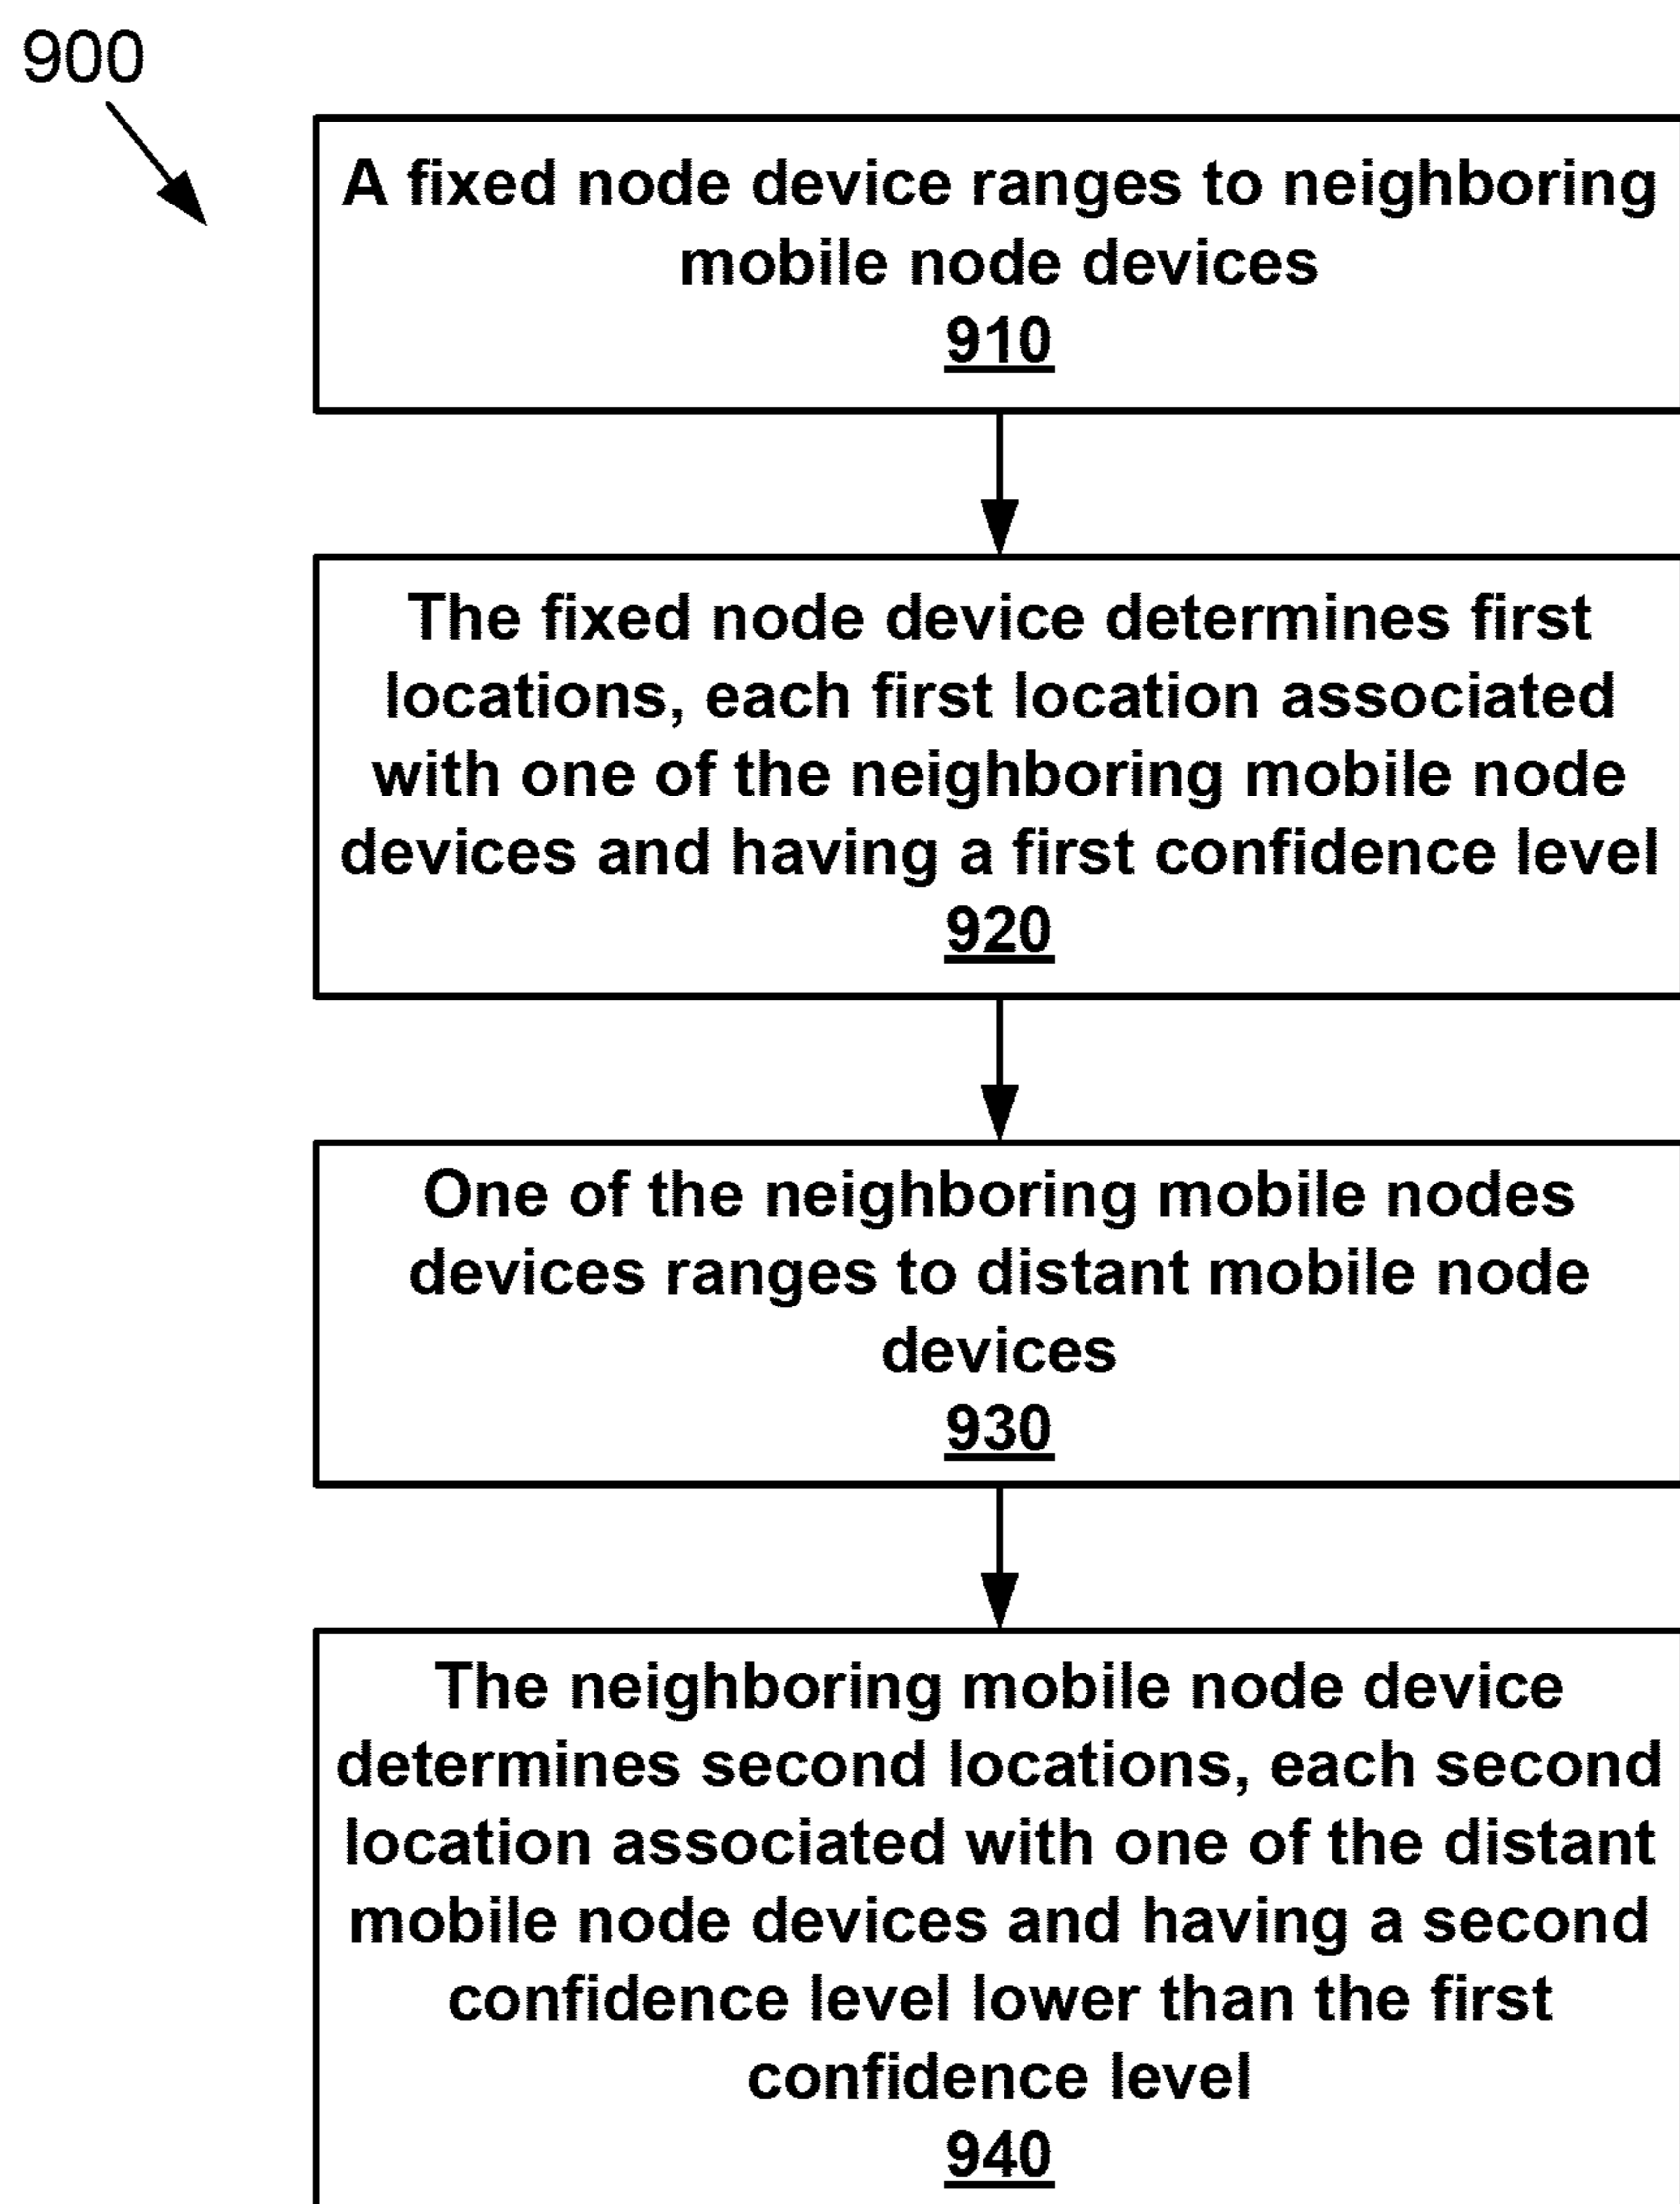 900
A fixed node device ranges to neighboring
mobile node devices
910
The fixed node device determines first
locations, each first location associated
with one of the neighboring mobile node
devices and having a first confidence level
920
One of the neighboring mobile nodes
devices ranges to distant mobile node
devices
930
The neighboring mobile node device
determines second locations, each second
location associated with one of the distant
mobile node devices and having a second
confidence level lower than the first
confidence level
940